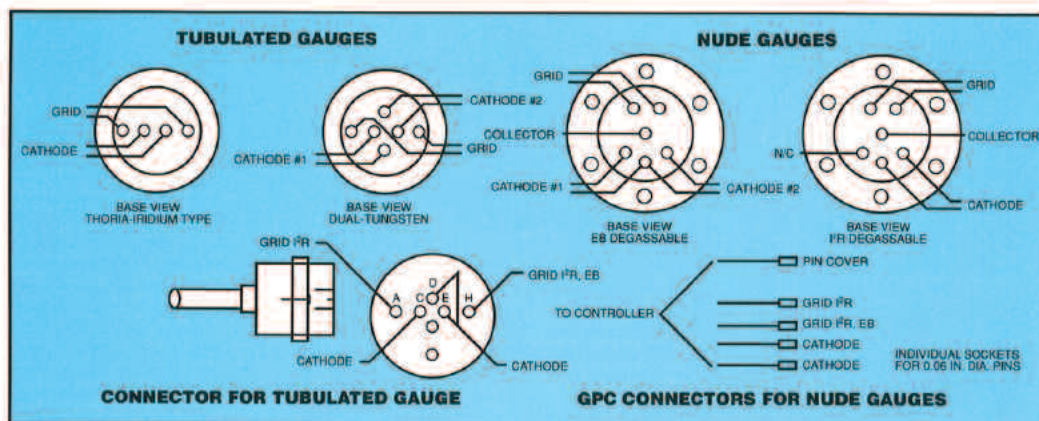 TUBULATED GAUGES
NUDE GAUGES
GRID
CATHODE
BASE VIEW
THORIA-IRIDIUM TYPE
CATHODE #2
CATHODE #1
GRID
BASE VIEW
DUAL-TUNGSTEN
GRID
COLLECTOR
CATHODE #1
CATHODE #2
BASE VIEW
EB DEGASSABLE
GRID
COLLECTOR
N/C
CATHODE
BASE VIEW
I²R DEGASSABLE
GRID I²R
A
C
D
E
H
GRID I²R, EB
CATHODE
CATHODE
TO CONTROLLER
PIN COVER
GRID I²R
GRID I²R, EB
CATHODE
CATHODE
INDIVIDUAL SOCKETS
FOR 0.06 IN. DIA. PINS
CONNECTOR FOR TUBULATED GAUGE
GPC CONNECTORS FOR NUDE GAUGES